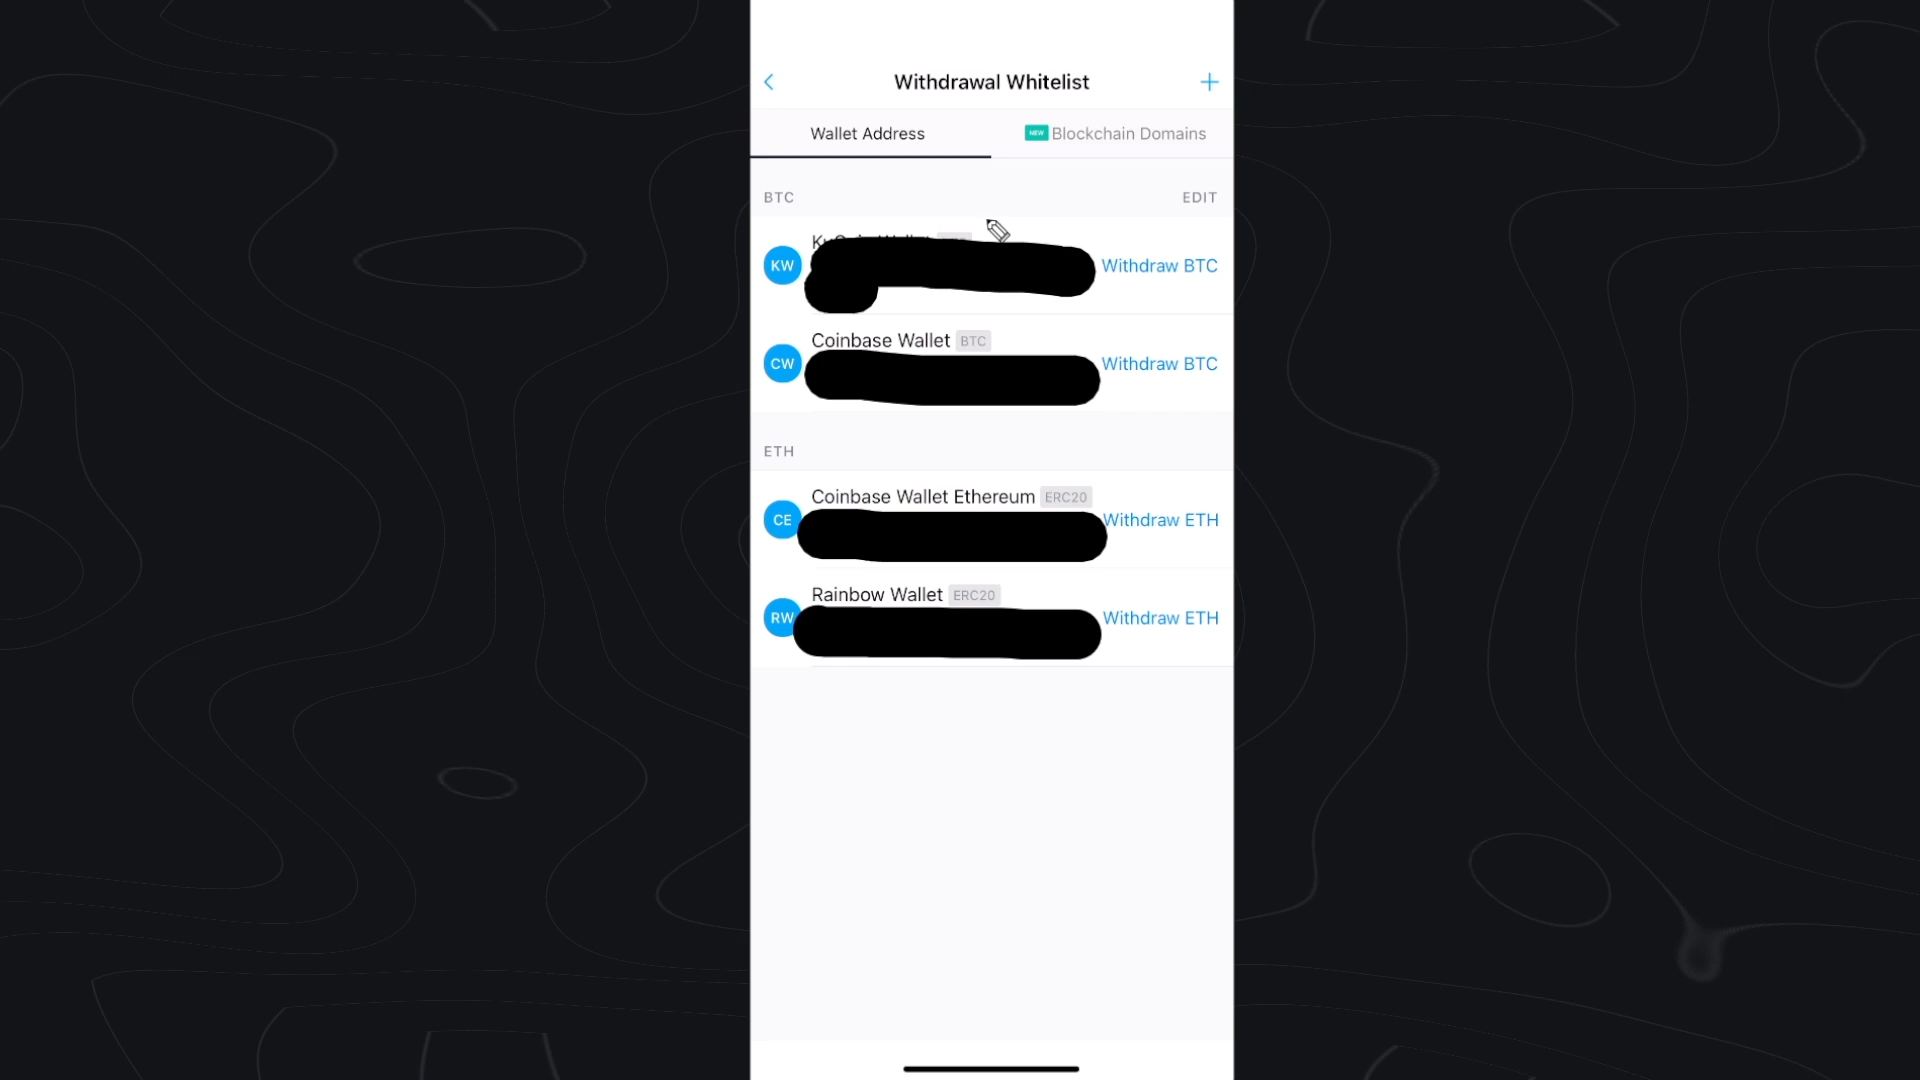 Withdrawal Whitelist
Wallet Address
NEW Blockchain Domains
BTC EDIT
KW Withdraw BTC
Coinbase Wallet BTC
CW Withdraw BTC
ETH
Coinbase Wallet Ethereum ERC20
CE Withdraw ETH
Rainbow Wallet ERC20
RW Withdraw ETH